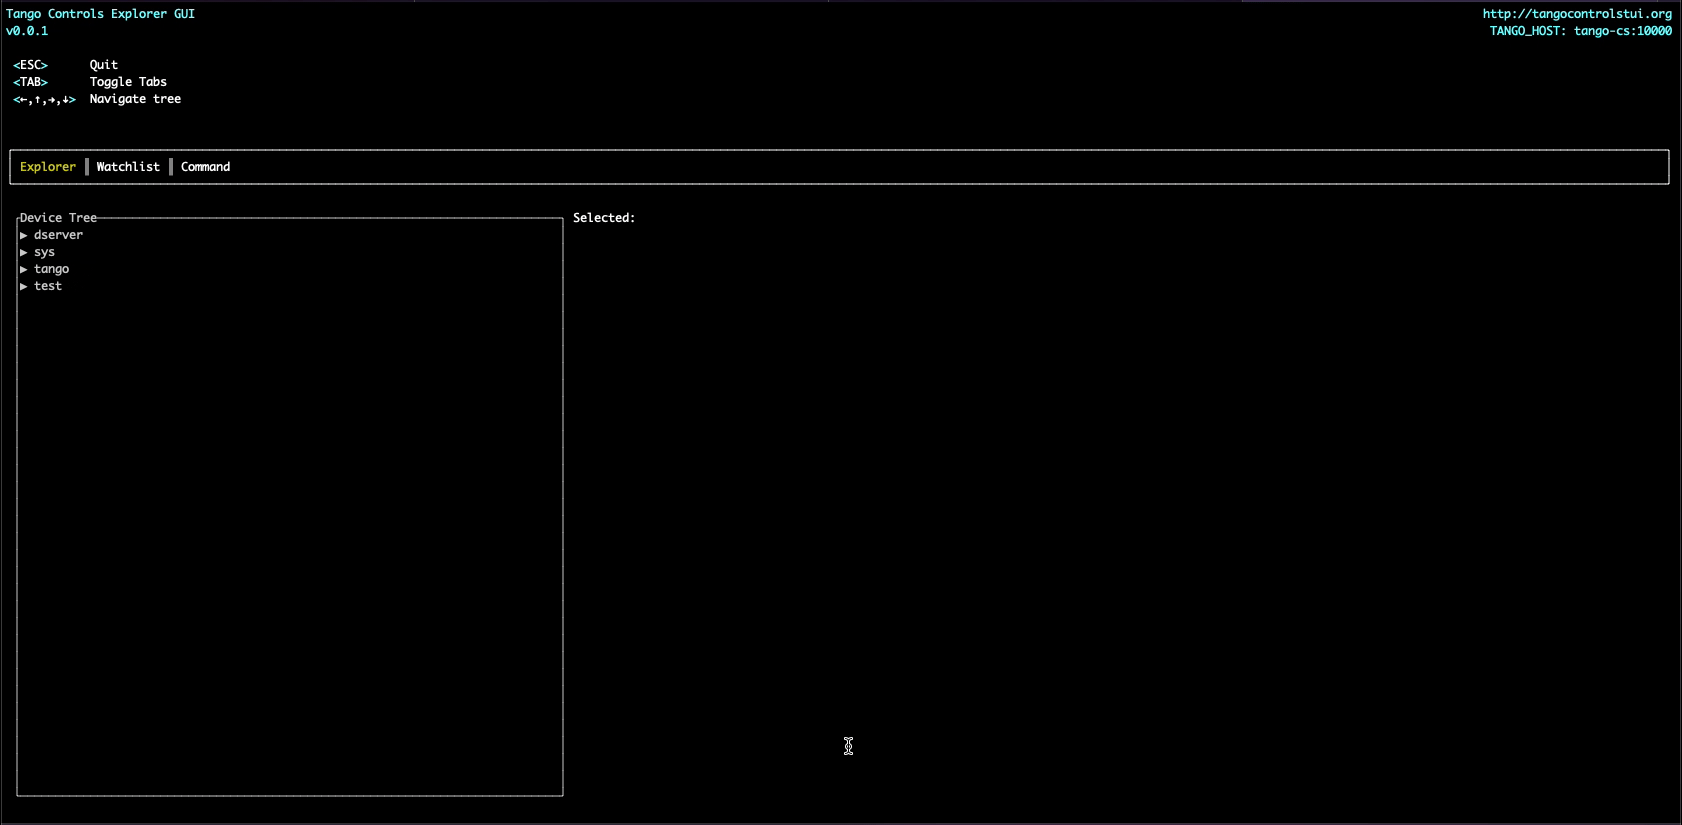 Tango Controls Explorer GUI
http://tangocontrolstui.org
v0.0.1
TANGO_HOST: tango-cs:10000
<ESC> Quit
<TAB> Toggle Tabs
<←,↑,→,↓> Navigate tree
Explorer ║ Watchlist ║ Command
Device Tree
Selected:
▶ dserver
▶ sys
▶ tango
▶ test